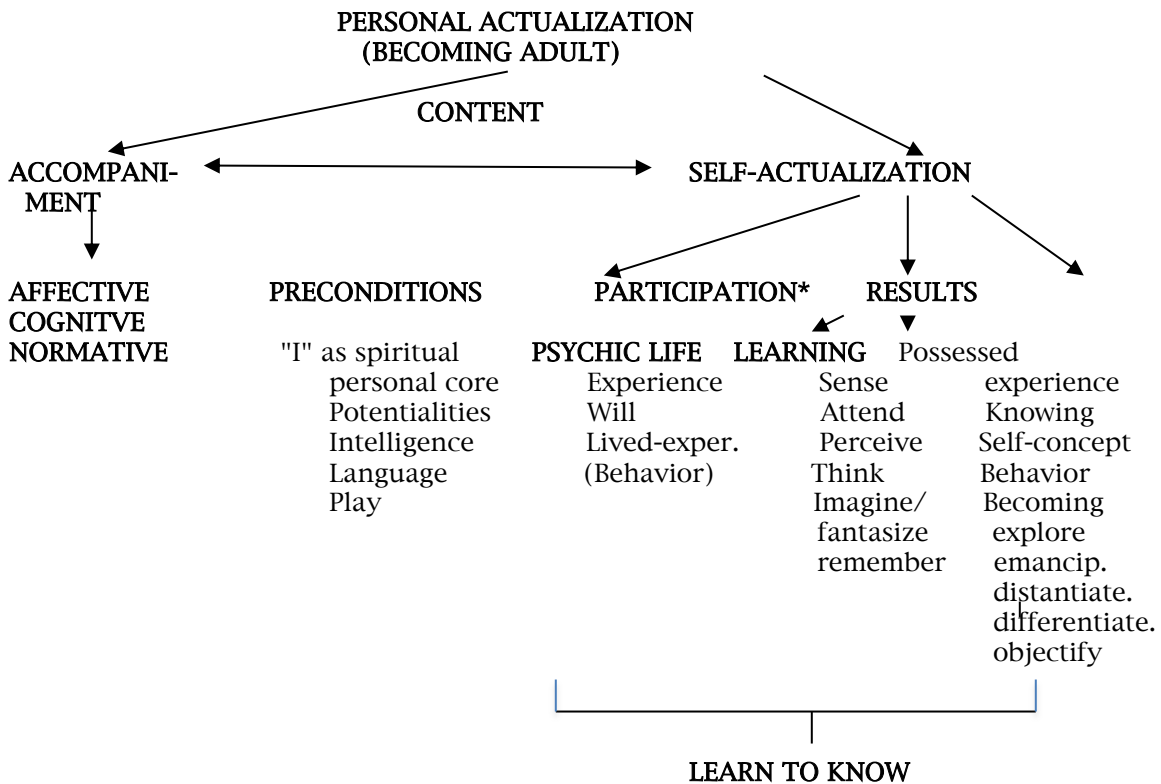 PERSONAL ACTUALIZATION
(BECOMING ADULT)
CONTENT
ACCOMPANI-
MENT
SELF-ACTUALIZATION
AFFECTIVE
COGNITVE
NORMATIVE
PRECONDITIONS
"I" as spiritual
personal core
Potentialities
Intelligence
Language
Play
PARTICIPATION*
PSYCHIC LIFE
Experience
Will
Lived-exper.
(Behavior)
LEARNING
Sense
Attend
Perceive
Think
Imagine/
fantasize
remember
RESULTS
Possessed
experience
Knowing
Self-concept
Behavior
Becoming
explore
emancip.
distantiate.
differentiate.
objectify
LEARN TO KNOW